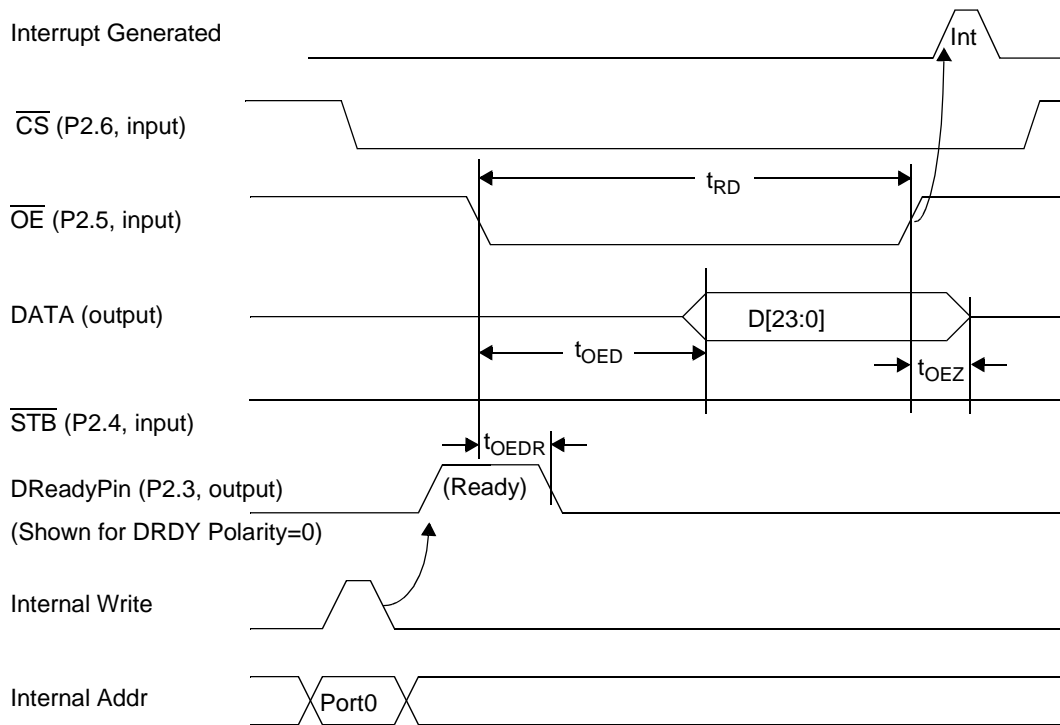 Interrupt Generated
Int
CS (P2.6, input)
tRD
OE (P2.5, input)
DATA (output)
D[23:0]
tOED
tOEZ
STB (P2.4, input)
tOEDR
DReadyPin (P2.3, output)
(Ready)
(Shown for DRDY Polarity=0)
Internal Write
Internal Addr
Port0